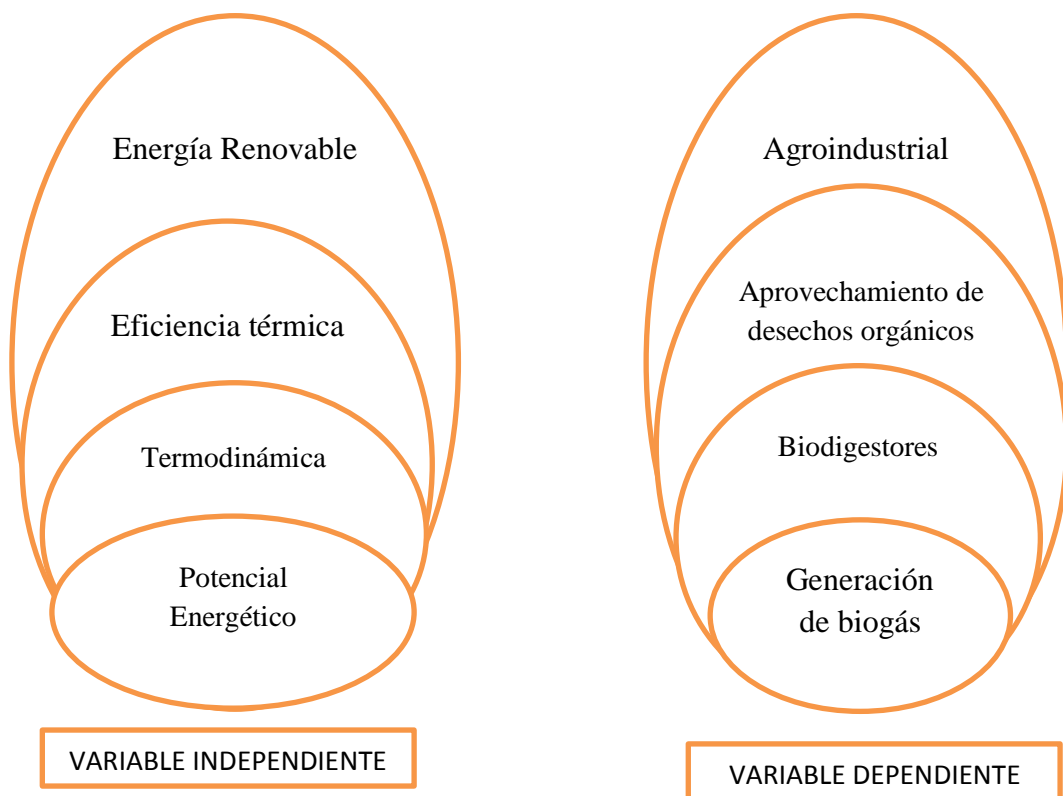 Energía Renovable
Eficiencia térmica
Termodinámica
Potencial
Energético
VARIABLE INDEPENDIENTE
Agroindustrial
Aprovechamiento de
desechos orgánicos
Biodigestores
Generación
de biogás
VARIABLE DEPENDIENTE